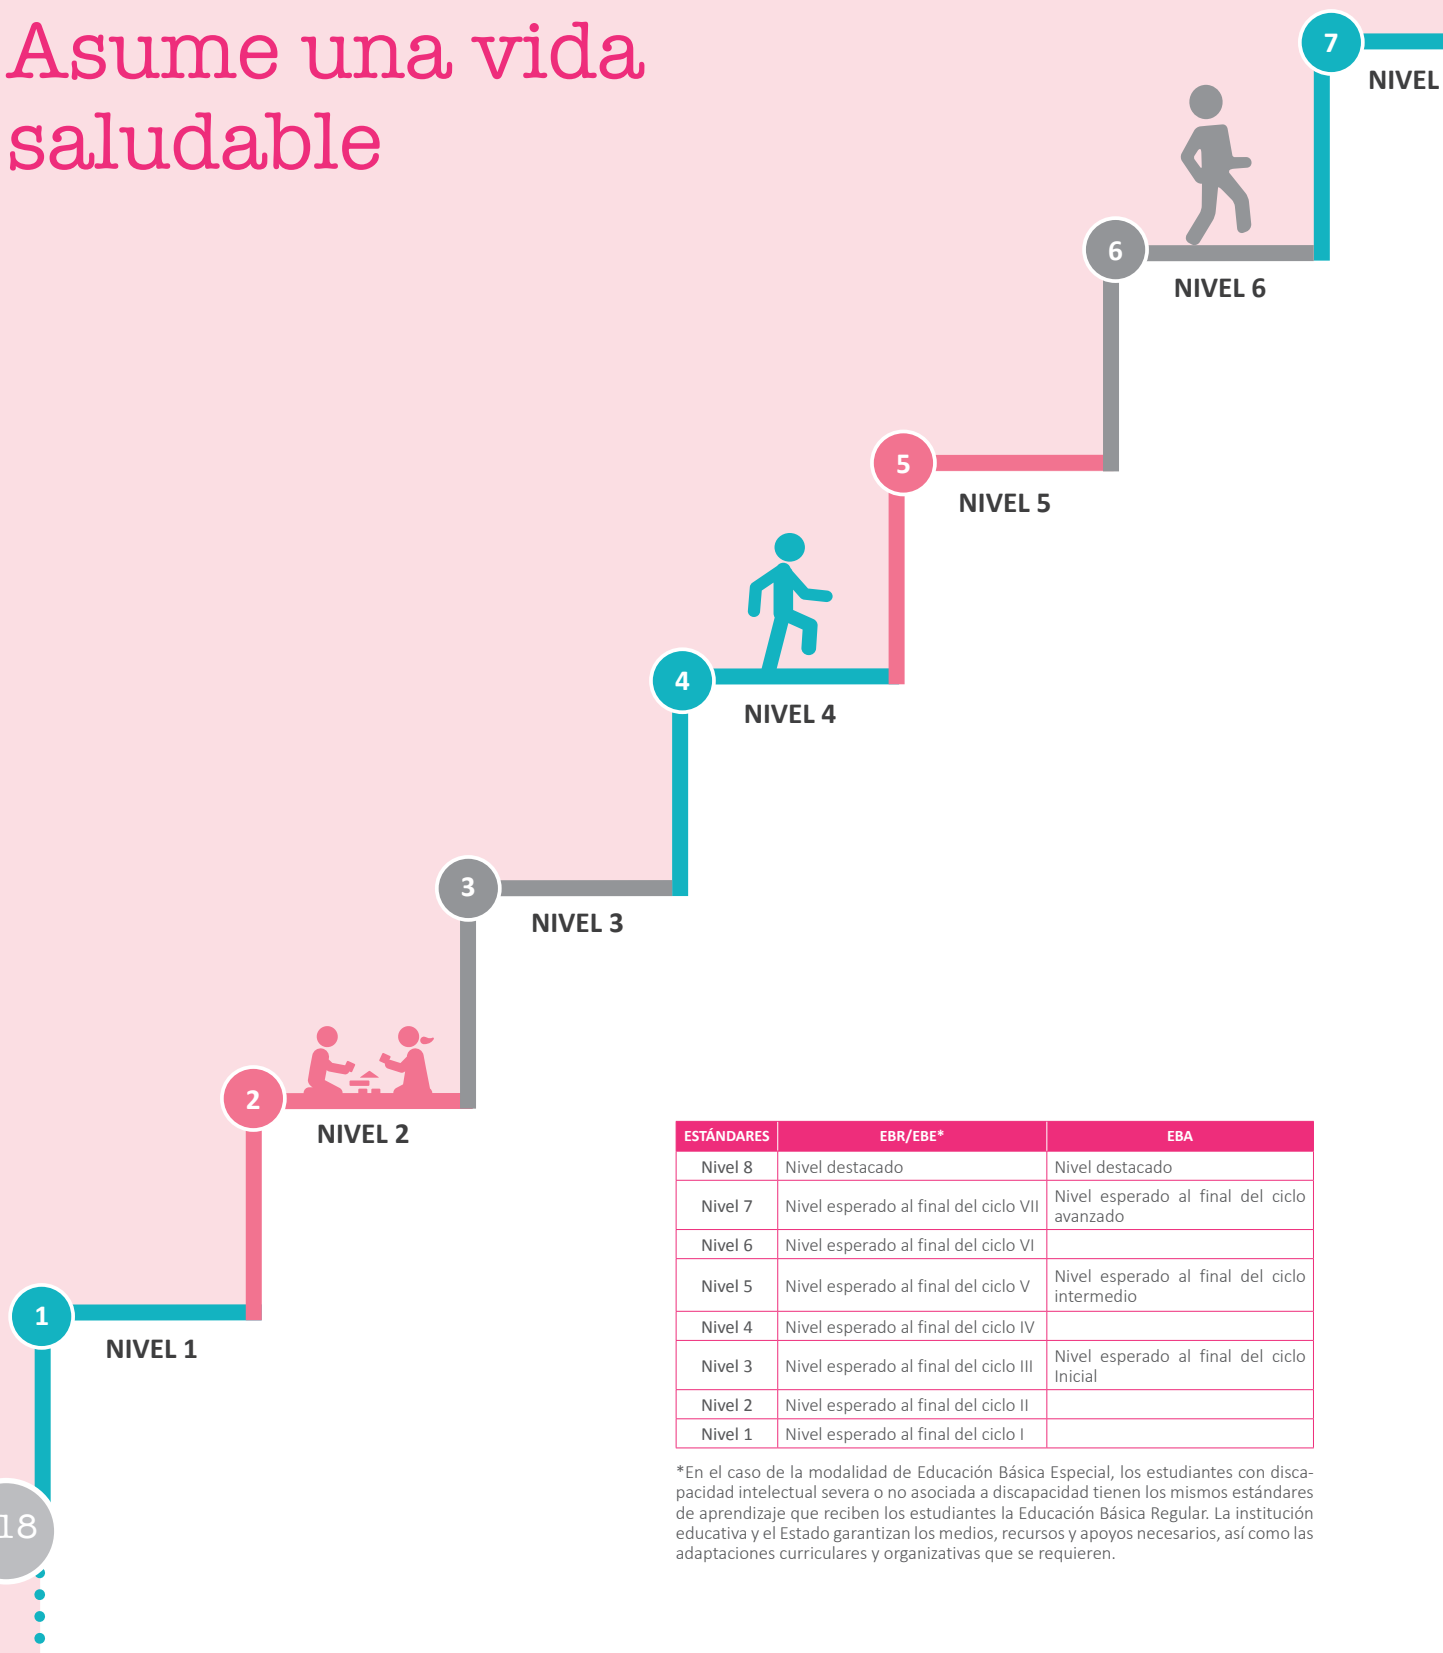 Asume una vida
saludable
7
NIVEL
6
NIVEL 6
5
NIVEL 5
4
NIVEL 4
3
NIVEL 3
2
NIVEL 2
1
NIVEL 1
ESTÁNDARES EBR/EBE* EBA
Nivel 8 Nivel destacado Nivel destacado
Nivel 7 Nivel esperado al final del ciclo VII Nivel esperado al final del ciclo
avanzado
Nivel 6 Nivel esperado al final del ciclo VI
Nivel 5 Nivel esperado al final del ciclo V Nivel esperado al final del ciclo
intermedio
Nivel 4 Nivel esperado al final del ciclo IV
Nivel 3 Nivel esperado al final del ciclo III Nivel esperado al final del ciclo
Inicial
Nivel 2 Nivel esperado al final del ciclo II
Nivel 1 Nivel esperado al final del ciclo I
*En el caso de la modalidad de Educación Básica Especial, los estudiantes con disca-
pacidad intelectual severa o no asociada a discapacidad tienen los mismos estándares
de aprendizaje que reciben los estudiantes la Educación Básica Regular. La institución
educativa y el Estado garantizan los medios, recursos y apoyos necesarios, así como las
adaptaciones curriculares y organizativas que se requieren.
18